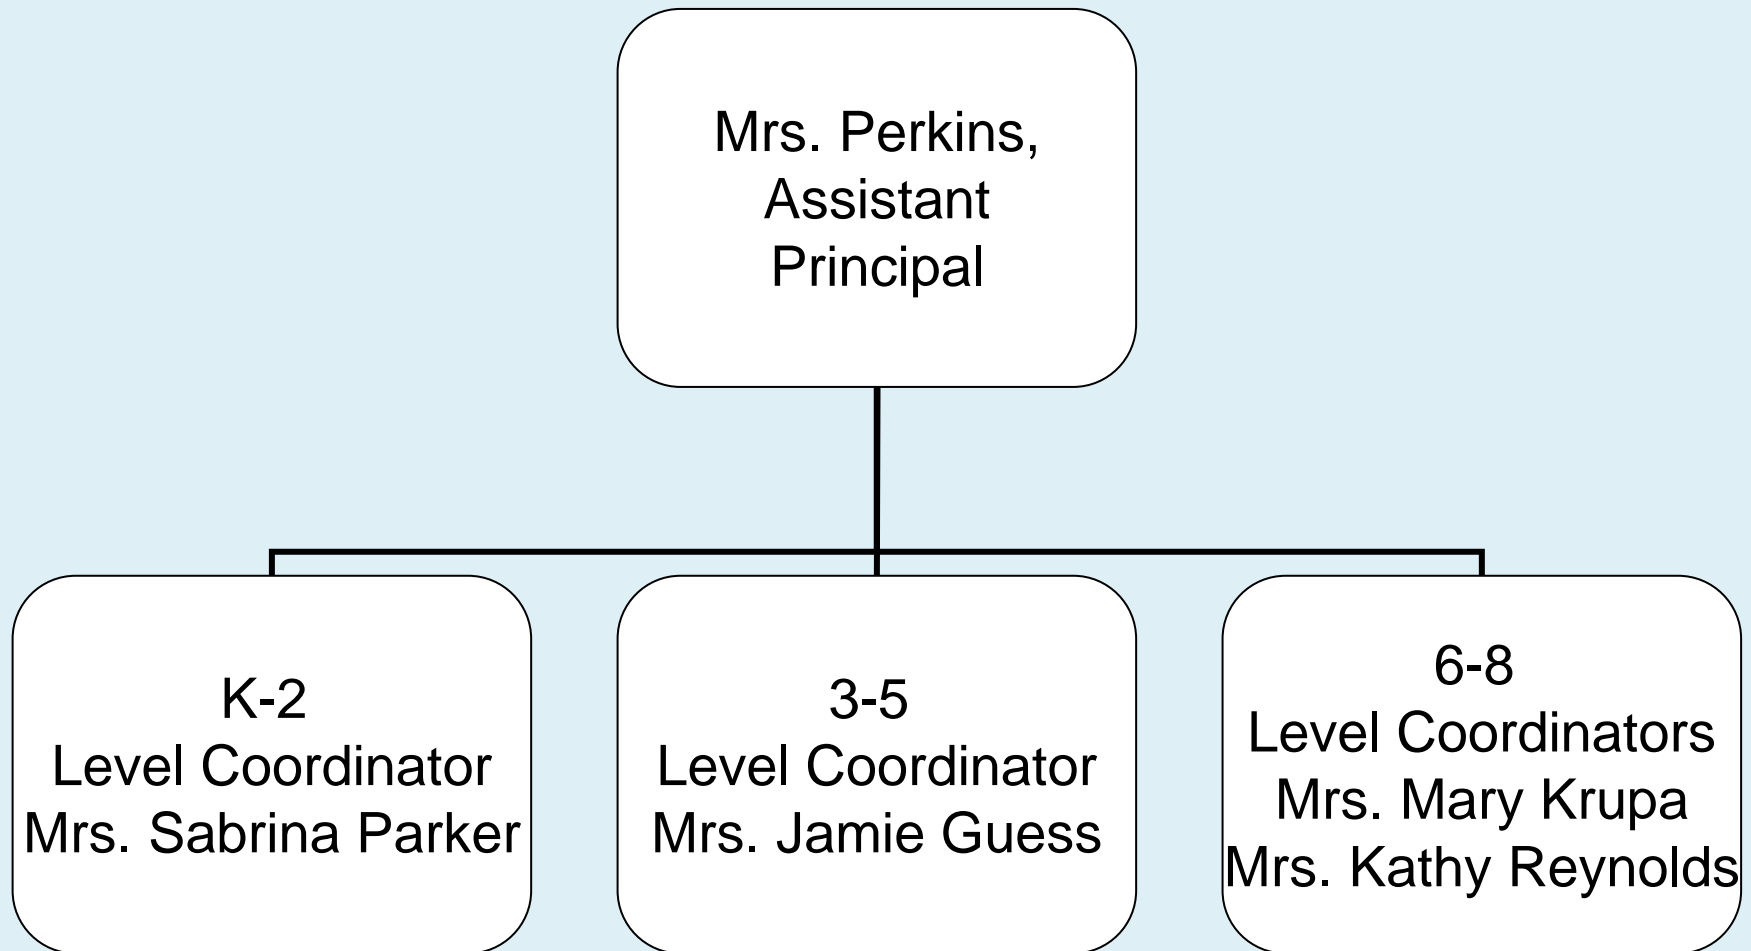 Mrs. Perkins,
Assistant
Principal
K-2
Level Coordinator
Mrs. Sabrina Parker
3-5
Level Coordinator
Mrs. Jamie Guess
6-8
Level Coordinators
Mrs. Mary Krupa
Mrs. Kathy Reynolds